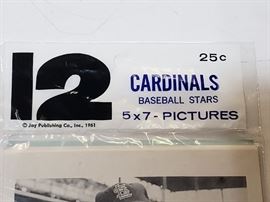 12
25c
CARDINALS
BASEBALL STARS
5x7 - PICTURES
© Jay Publishing Co., Inc., 1961